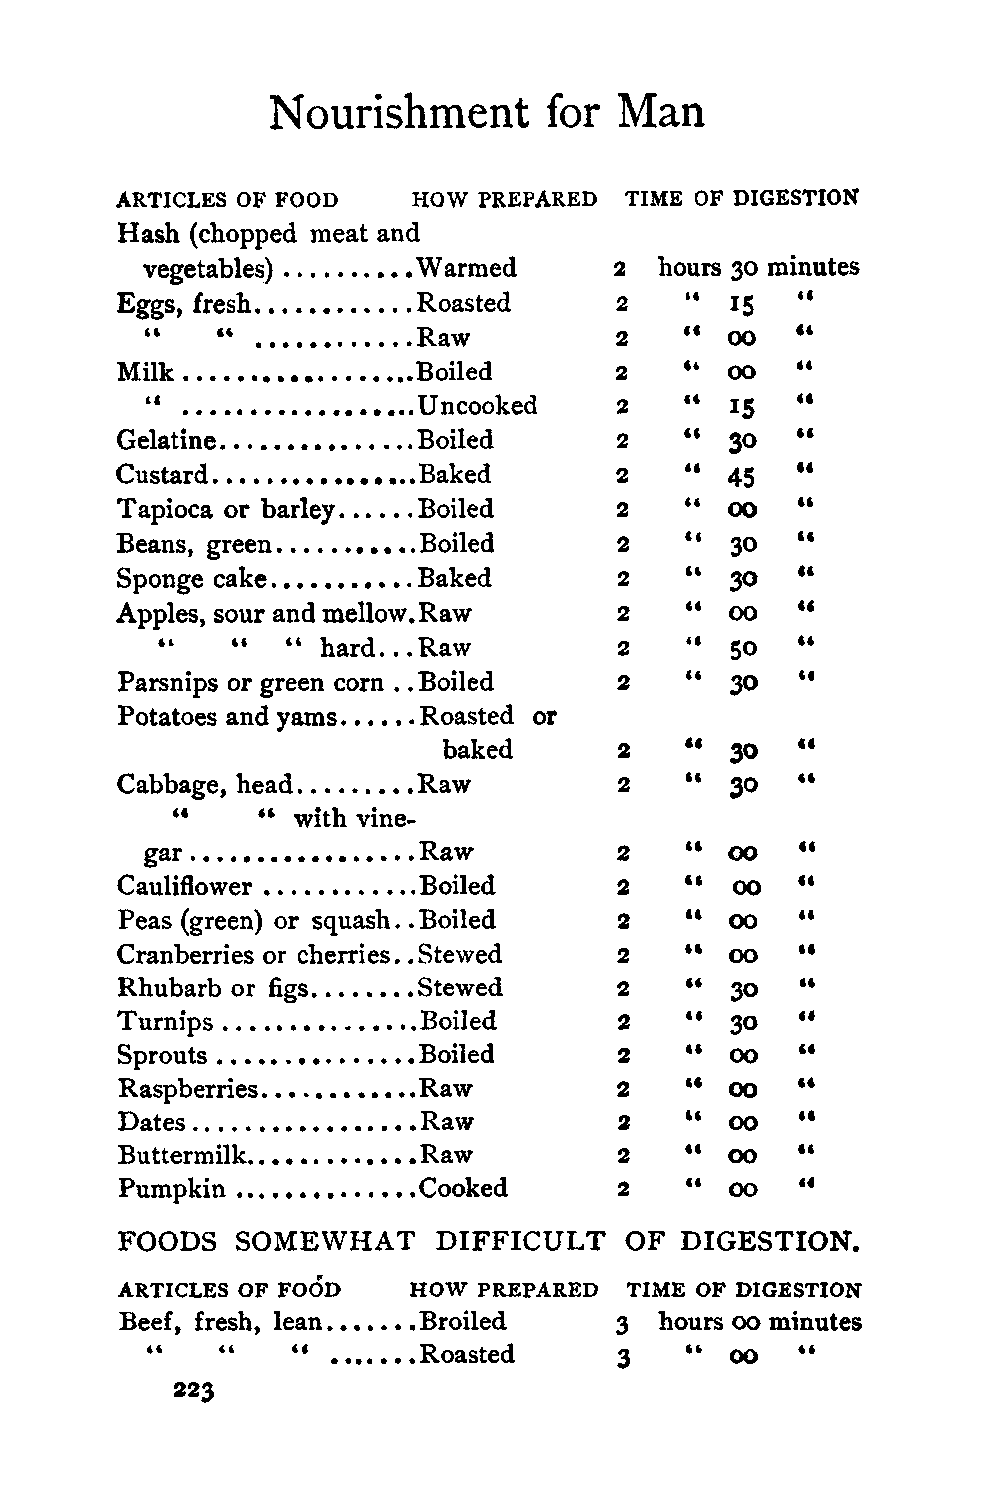 Nourishment for Man
ARTICLES OF FOOD HOW PREPARED TIME OF DIGESTION
Hash (chopped meat and
vegetables) ..........Warmed 2 hours 30 minutes
Eggs, fresh............Roasted 2 “ 15 “
“ “ ............Raw 2 “ 00 “
Milk ..................Boiled 2 “ 00 “
“ ..................Uncooked 2 “ 15 “
Gelatine...............Boiled 2 “ 30 “
Custard...............Baked 2 “ 45 “
Tapioca or barley......Boiled 2 “ 00 “
Beans, green...........Boiled 2 “ 30 “
Sponge cake...........Baked 2 “ 30 “
Apples, sour and mellow.Raw 2 “ 00 “
“ “ “ hard...Raw 2 “ 50 “
Parsnips or green corn ..Boiled 2 “ 30 “
Potatoes and yams......Roasted or
baked 2 “ 30 “
Cabbage, head.........Raw 2 “ 30 “
“ “ with vine-
gar .................Raw 2 “ 00 “
Cauliflower ............Boiled 2 “ 00 “
Peas (green) or squash..Boiled 2 “ 00 “
Cranberries or cherries..Stewed 2 “ 00 “
Rhubarb or figs........Stewed 2 “ 30 “
Turnips ...............Boiled 2 “ 30 “
Sprouts ...............Boiled 2 “ 00 “
Raspberries............Raw 2 “ 00 “
Dates .................Raw 2 “ 00 “
Buttermilk.............Raw 2 “ 00 “
Pumpkin ..............Cooked 2 “ 00 “
FOODS SOMEWHAT DIFFICULT OF DIGESTION.
ARTICLES OF FOOD HOW PREPARED TIME OF DIGESTION
Beef, fresh, lean.......Broiled 3 hours 00 minutes
“ “ “ .......Roasted 3 “ 00 “
223